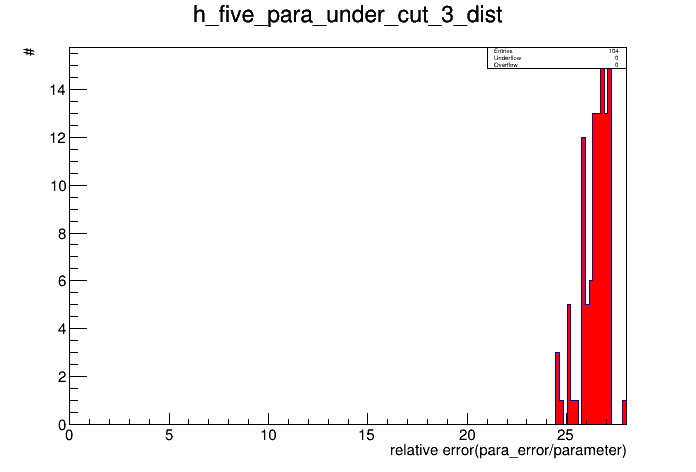 h_five_para_under_cut_3_dist
#
Entries 104
Underflow 0
Overflow 0
14
12
10
8
6
4
2
0
0 5 10 15 20 25
relative error(para_error/parameter)